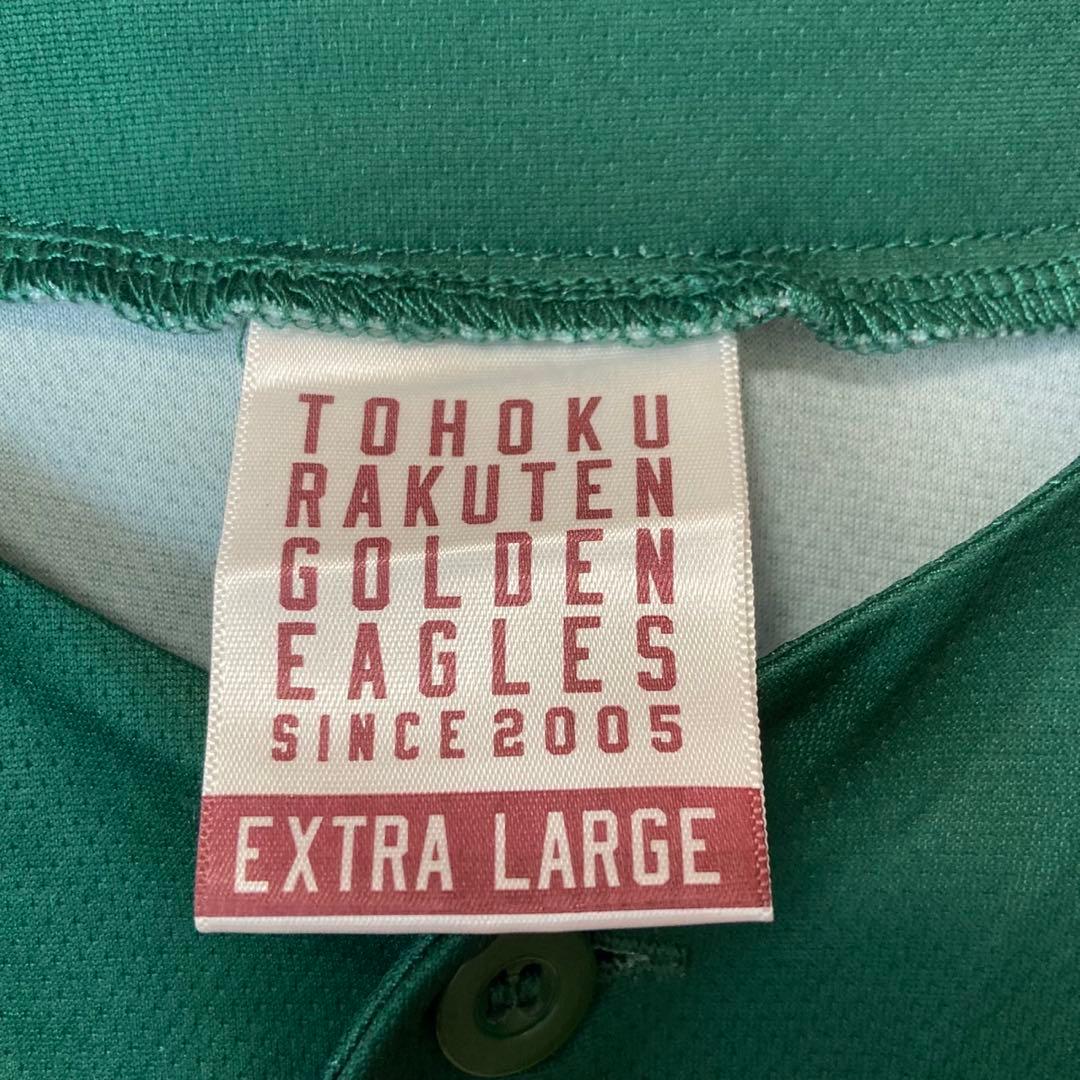 TOHOKU
RAKUTEN
GOLDEN
EAGLES
SINCE 2005
EXTRA LARGE